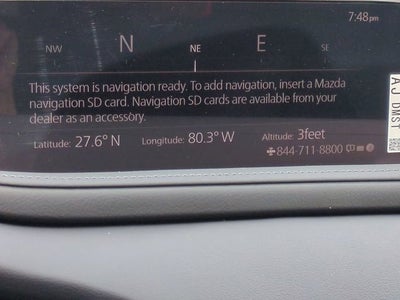 7:48pm
NW N NE E SE
This system is navigation ready. To add navigation, insert a Mazda
navigation SD card. Navigation SD cards are available from your
dealer as an accessory.
Latitude: 27.6° N Longitude: 80.3° W Altitude: 3feet
844-711-8800
AJ DMST